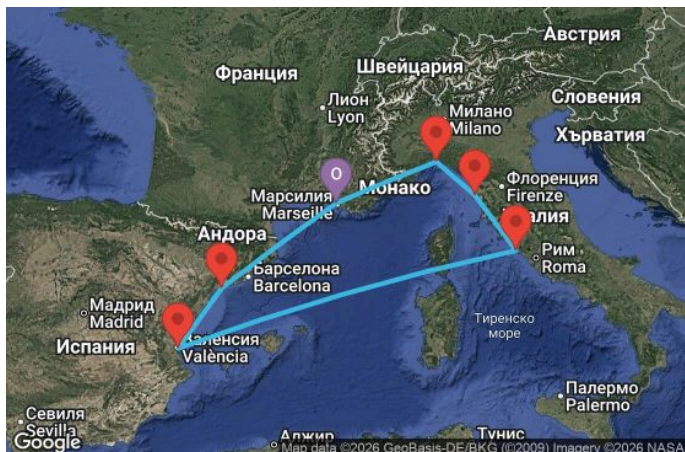 Австрия
Франция
Швейцария
Словения
Лион
Lyon
Милано
Milano
Хърватия
O
Марсилия
Marseille
Монако
Флоренция
Firenze
Андора
Барселона
Barcelona
Рим
Roma
Мадрид
Madrid
Испания
València
Тиренско
море
Севиля
Sevilla
Палермо
Palermo
Google
Тунис
Map data ©2026 GeoBasis-DE/BKG (©2009) Imagery ©2026 NASA